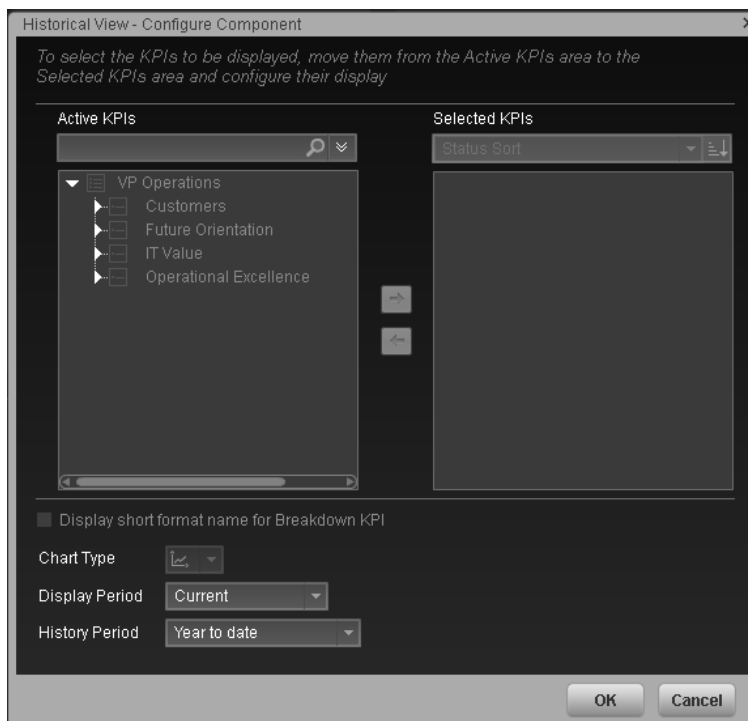 Historical View - Configure Component
To select the KPIs to be displayed, move them from the Active KPIs area to the
Selected KPIs area and configure their display
Active KPIs
Selected KPIs
Status Sort
VP Operations
Customers
Future Orientation
IT Value
Operational Excellence
Display short format name for Breakdown KPI
Chart Type
Display Period
Current
History Period
Year to date
OK
Cancel